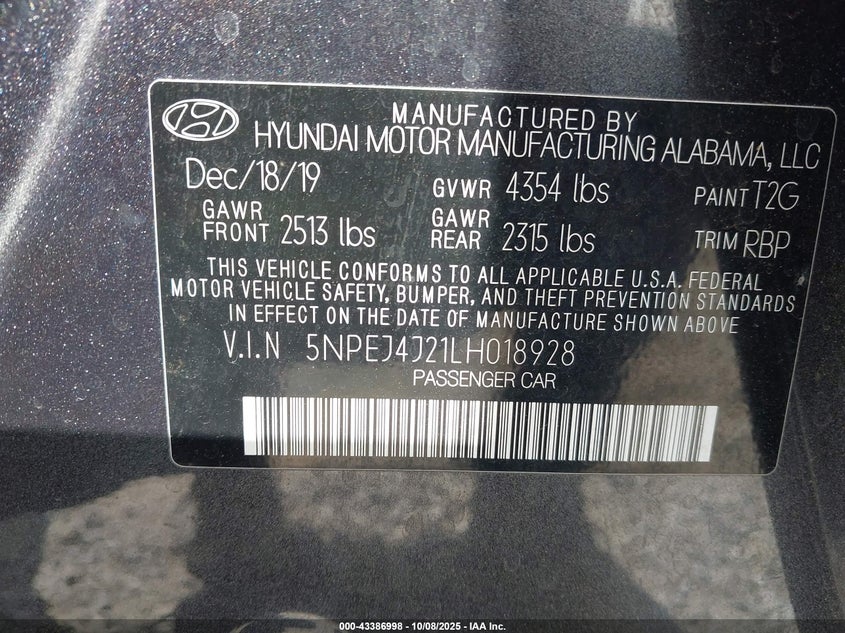 MANUFACTURED BY
HYUNDAI MOTOR MANUFACTURING ALABAMA, LLC
Dec/18/19 GVWR 4354 lbs PAINT T2G
GAWR FRONT 2513 lbs GAWR REAR 2315 lbs TRIM RBP
THIS VEHICLE CONFORMS TO ALL APPLICABLE U.S.A. FEDERAL
MOTOR VEHICLE SAFETY, BUMPER, AND THEFT PREVENTION STANDARDS
IN EFFECT ON THE DATE OF MANUFACTURE SHOWN ABOVE
V.I.N 5NPEJ4J21LH018928
PASSENGER CAR
000-43386998 - 10/08/2025 - IAA Inc.